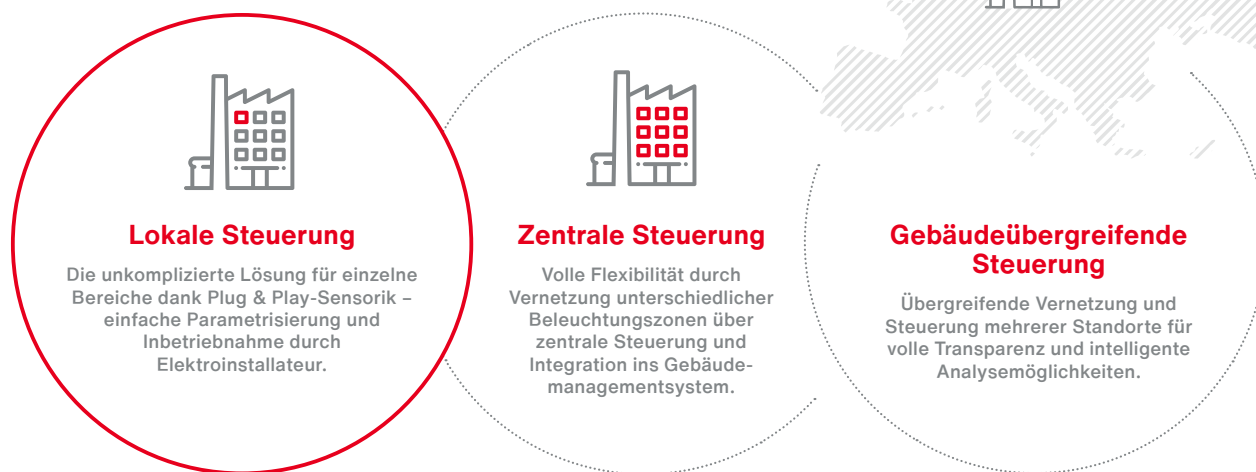 Lokale Steuerung
Die unkomplizierte Lösung für einzelne
Bereiche dank Plug & Play-Sensorik –
einfache Parametrisierung und
Inbetriebnahme durch
Elektroinstallateur.
Zentrale Steuerung
Volle Flexibilität durch
Vernetzung unterschiedlicher
Beleuchtungszonen über
zentrale Steuerung und
Integration ins Gebäude-
managementsystem.
Gebäudeübergreifende
Steuerung
Übergreifende Vernetzung und
Steuerung mehrerer Standorte für
volle Transparenz und intelligente
Analysemöglichkeiten.